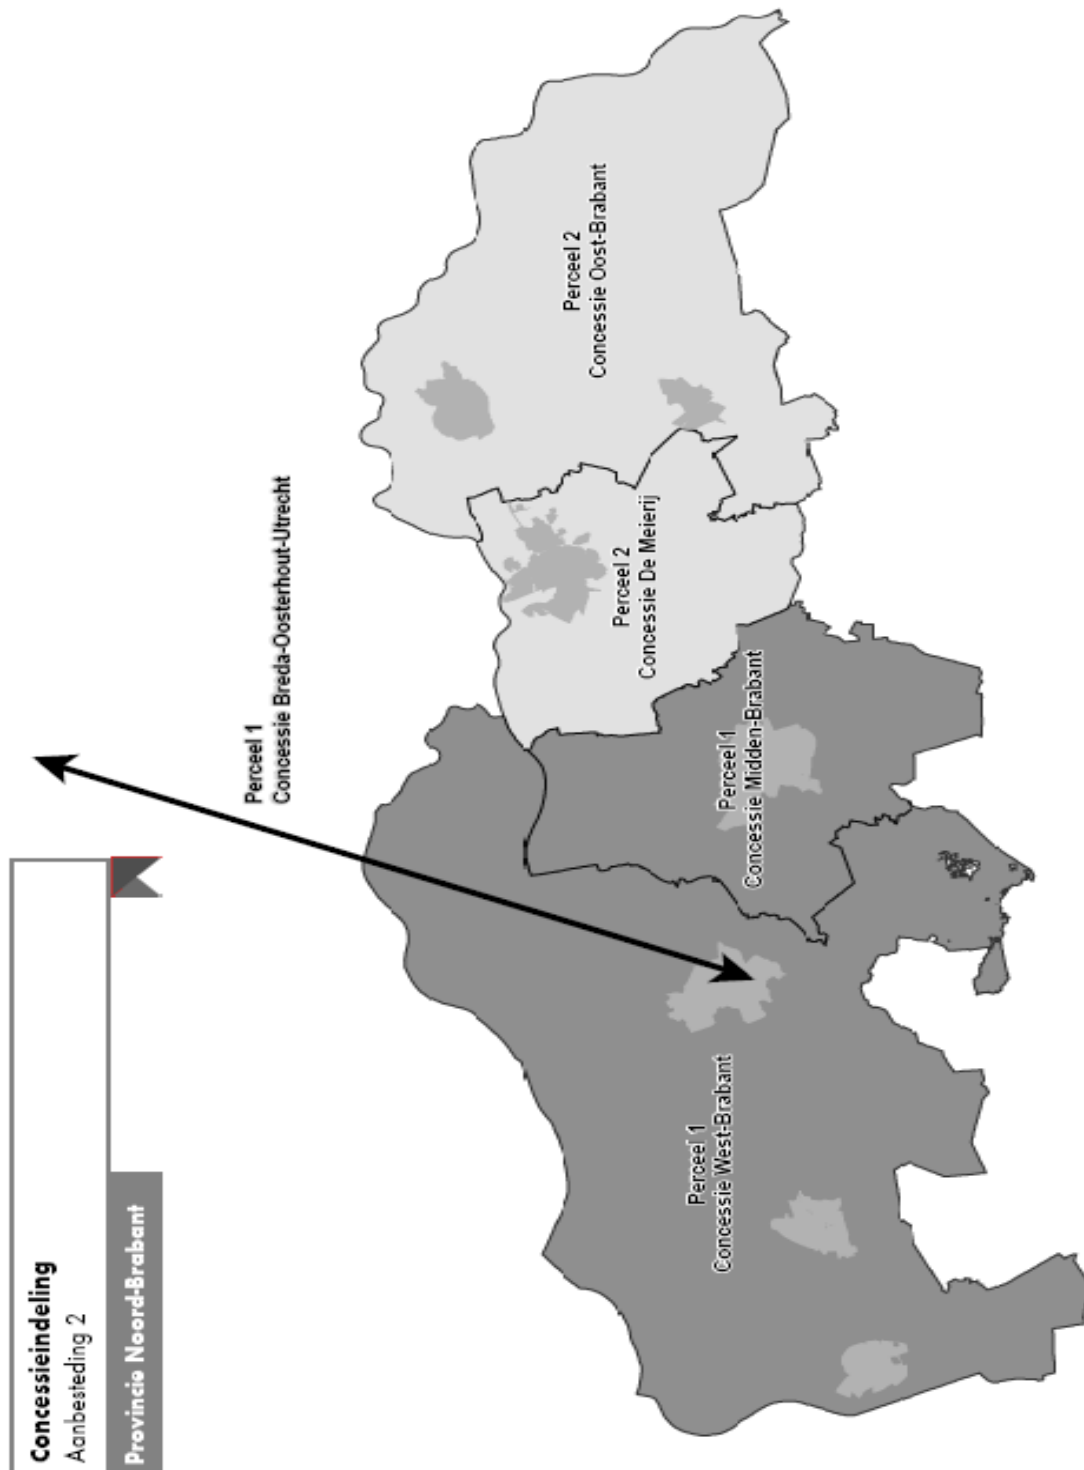 Concessieindeling
Aanbesteding 2
Provincie Noord-Brabant
Perceel 1
Concessie Breda-Oosterhout-Utrecht
Perceel 1
Concessie West-Brabant
Perceel 1
Concessie Midden-Brabant
Perceel 2
Concessie De Meierij
Perceel 2
Concessie Oost-Brabant